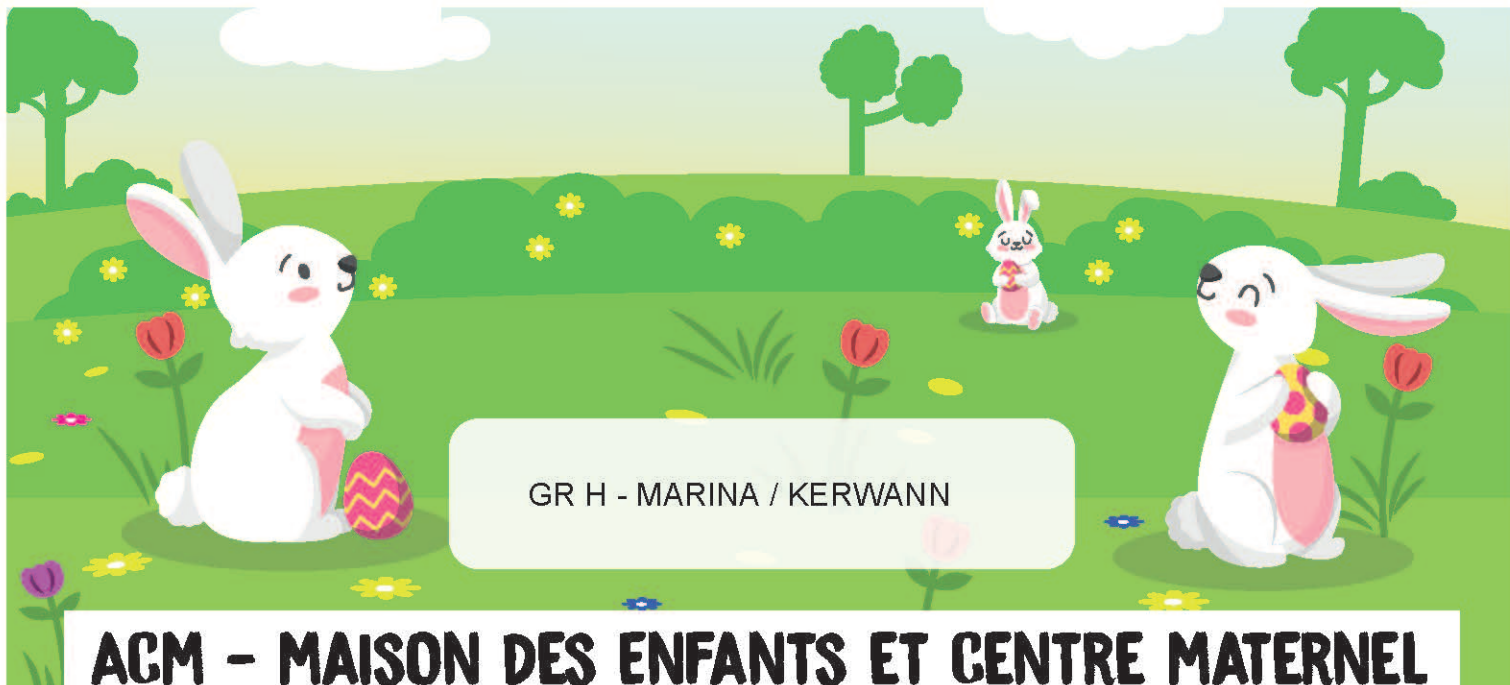 GR H - MARINA / KERWANN
ACM - MAISON DES ENFANTS ET CENTRE MATERNEL